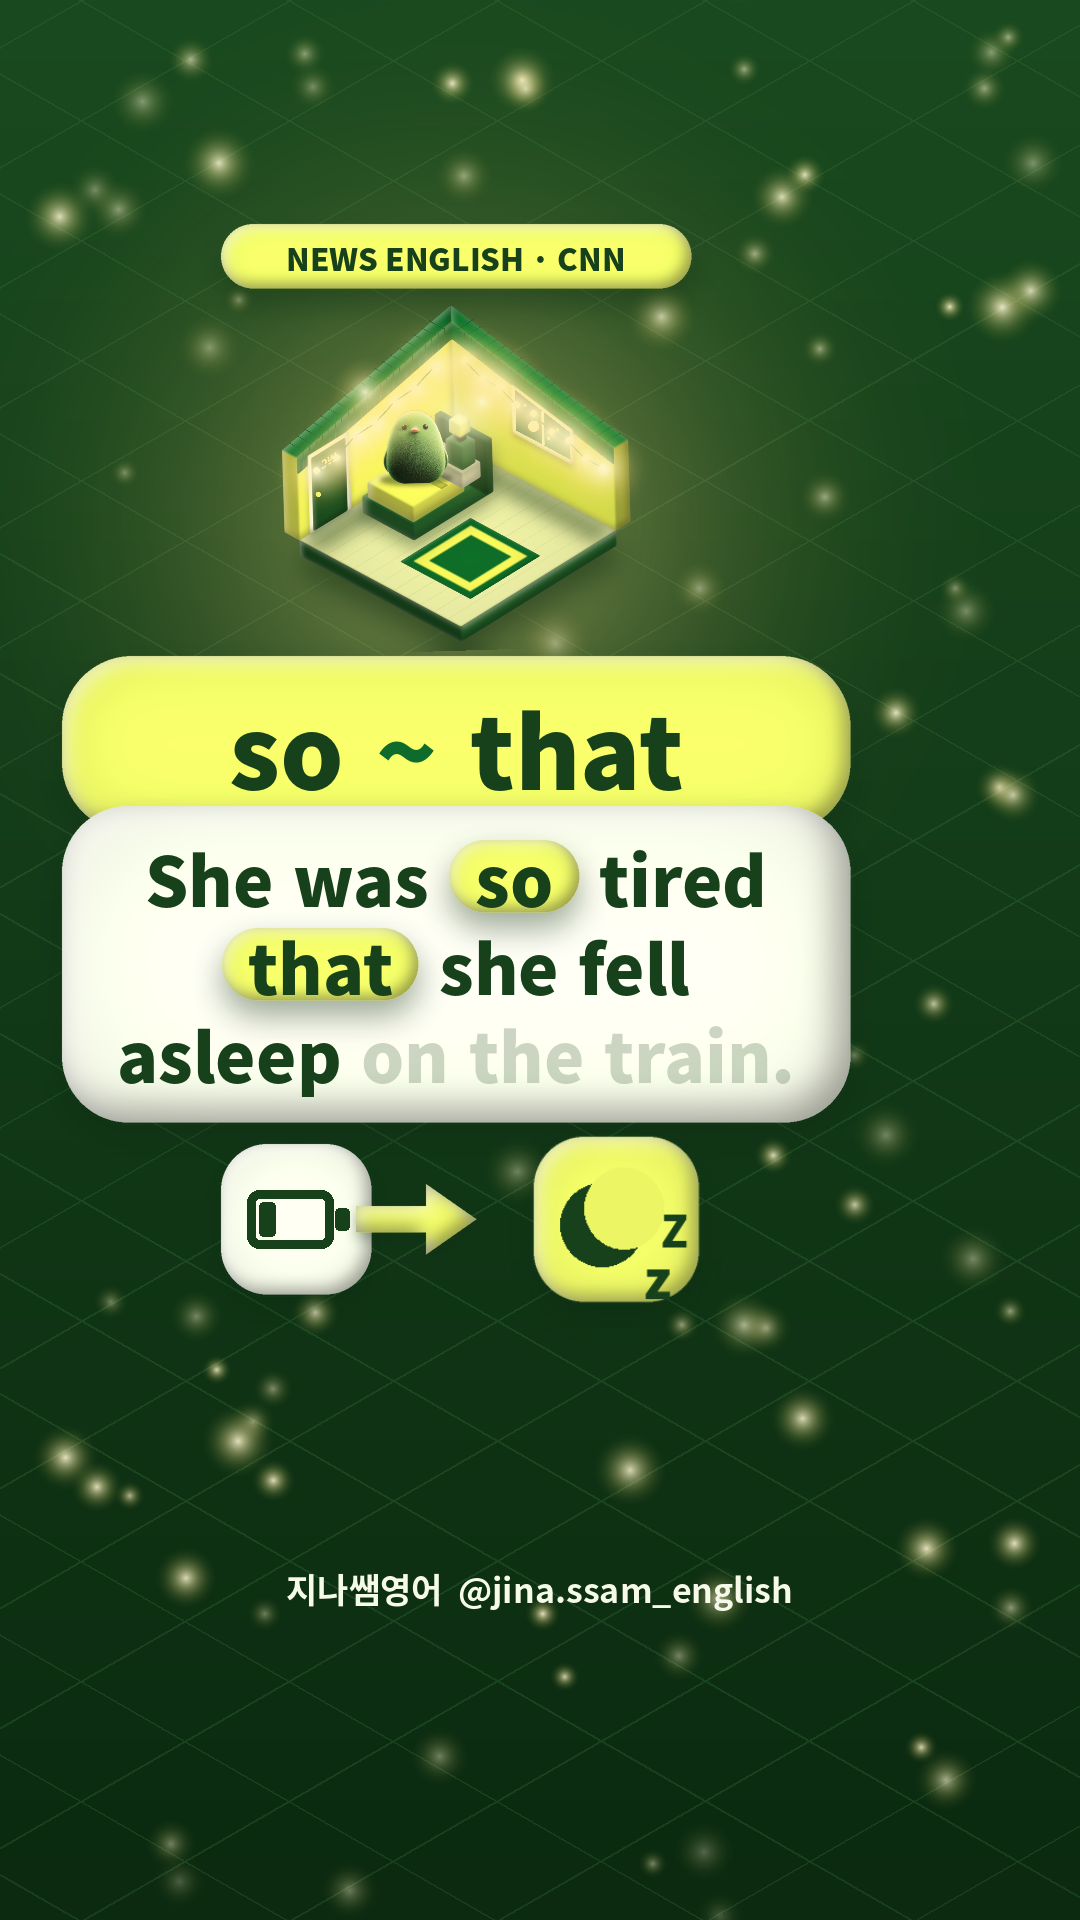 NEWS ENGLISH · CNN
so ~ that
She was so tired
that she fell
asleep on the train.
z
z
지나쌤영어 @jina.ssam_english